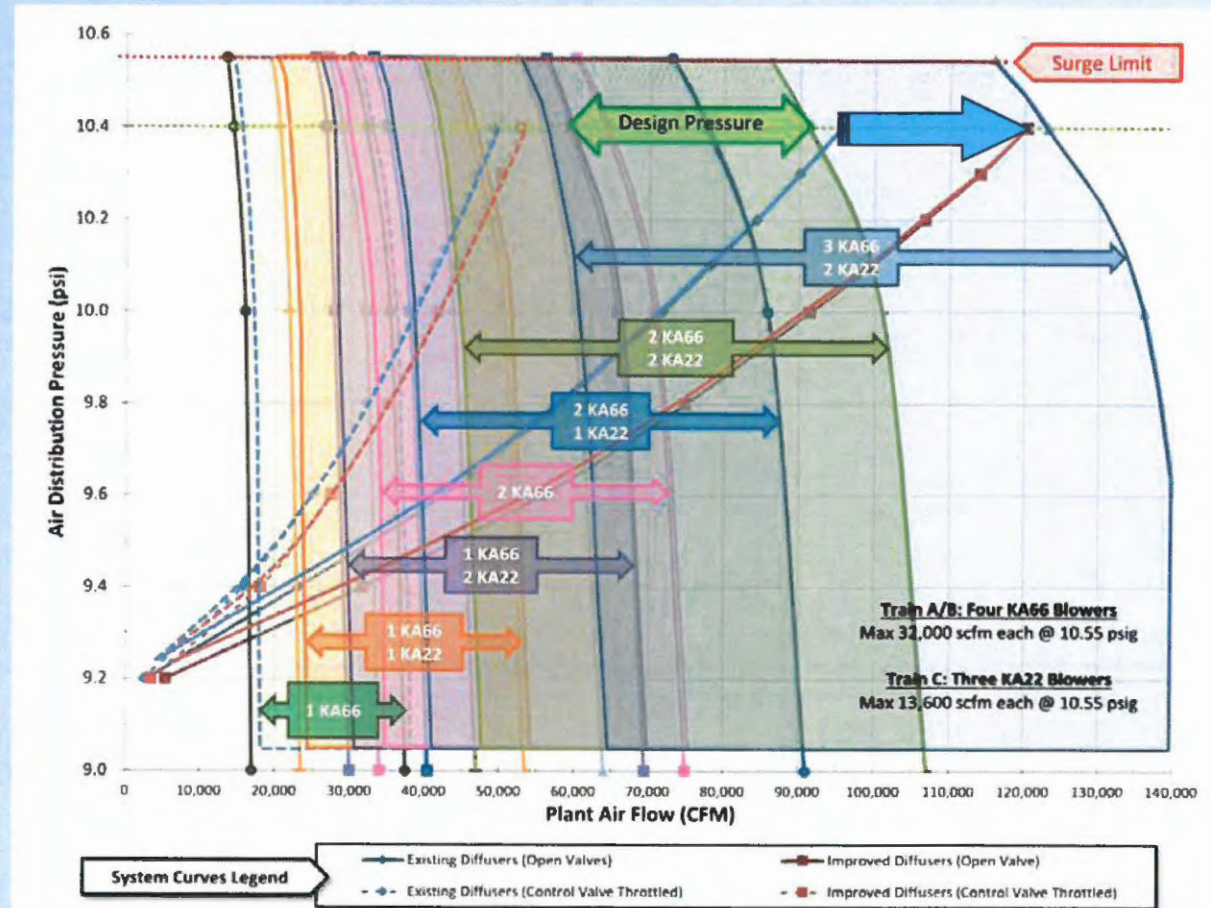 10.6
10.4
10.2
10.0
9.8
9.6
9.4
9.2
9.0
Air Distribution Pressure (psi)
Surge Limit
Design Pressure
3 KA66
2 KA22
2 KA66
2 KA22
2 KA66
1 KA22
2 KA66
1 KA66
2 KA22
1 KA66
1 KA22
1 KA66
Train A/B: Four KA66 Blowers
Max 32,000 scfm each @ 10.55 psig
Train C: Three KA22 Blowers
Max 13,600 scfm each @ 10.55 psig
0 10,000 20,000 30,000 40,000 50,000 60,000 70,000 80,000 90,000 100,000 110,000 120,000 130,000 140,000
Plant Air Flow (CFM)
System Curves Legend
Existing Diffusers (Open Valves)
Improved Diffusers (Open Valve)
Existing Diffusers (Control Valve Throttled)
Improved Diffusers (Control Valve Throttled)